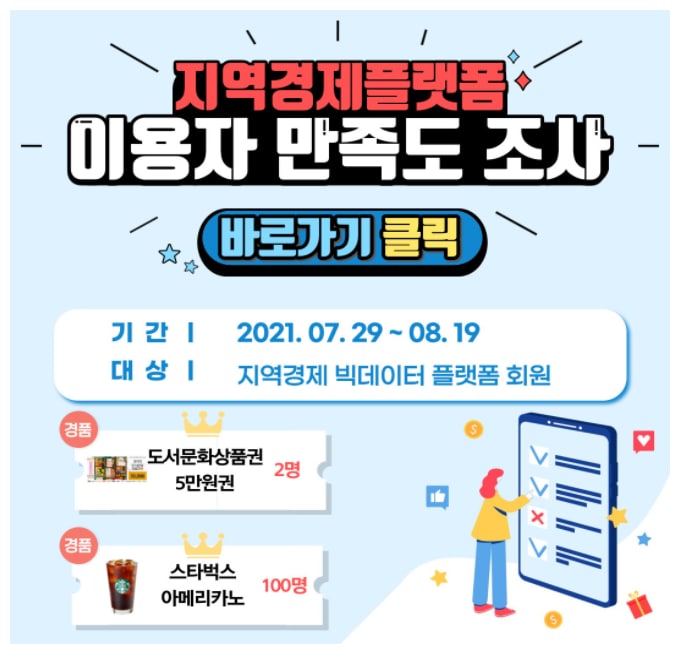 지역경제플랫폼
이용자 만족도 조사
바로가기 클릭
기 간 | 2021. 07. 29 ~ 08. 19
대 상 | 지역경제 빅데이터 플랫폼 회원
경품
도서문화상품권
5만원권
2명
경품
스타벅스
아메리카노
100명